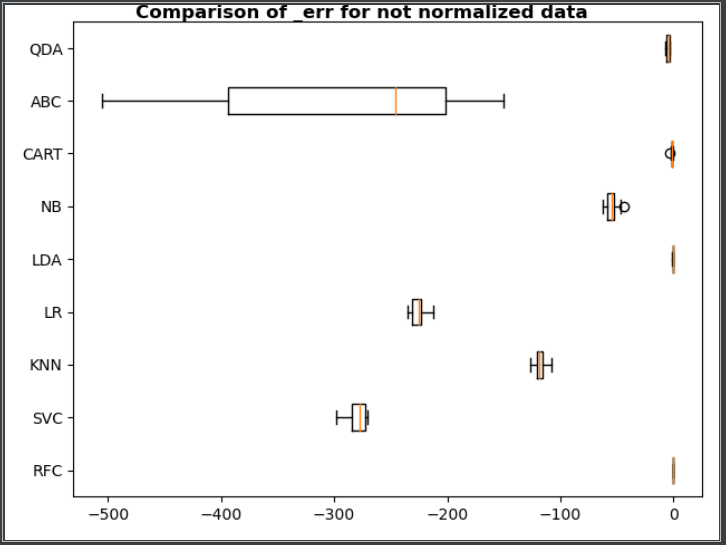 Comparison of _err for not normalized data
QDA
ABC
CART
NB
LDA
LR
KNN
SVC
RFC
−500 −400 −300 −200 −100 0